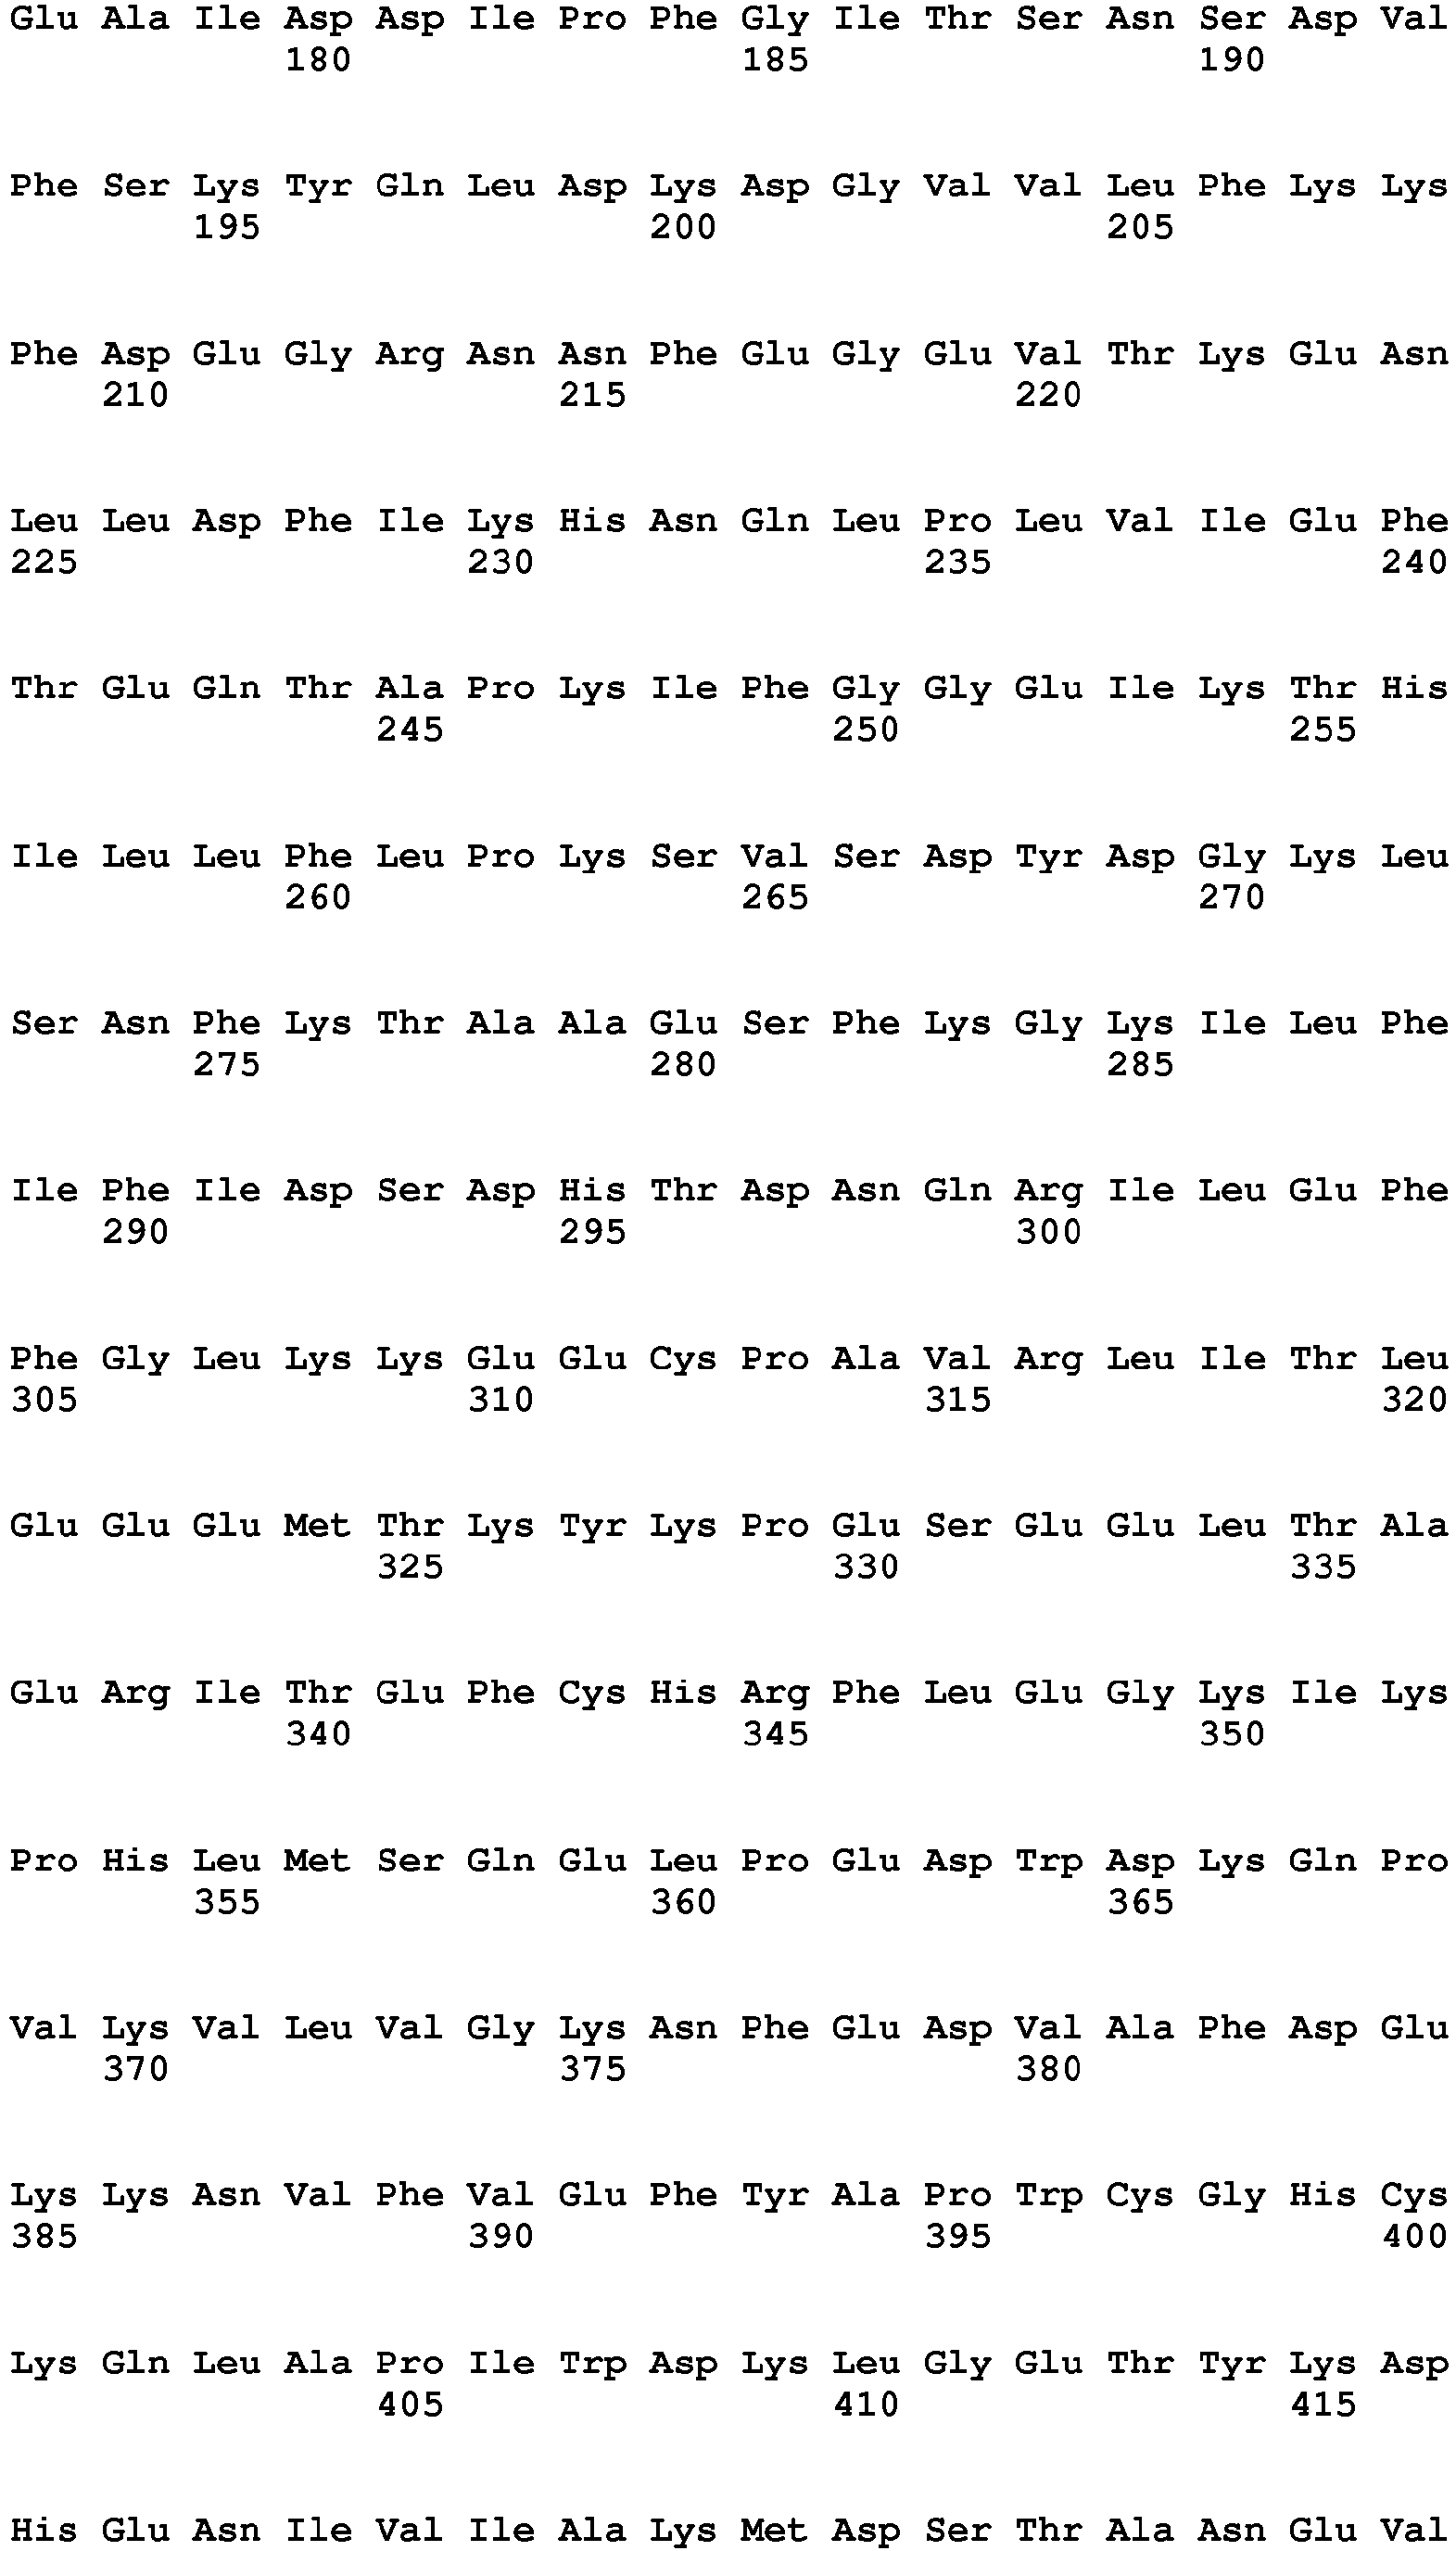 Glu Ala Ile Asp Asp Ile Pro Phe Gly Ile Thr Ser Asn Ser Asp Val
180 185 190
Phe Ser Lys Tyr Gln Leu Asp Lys Asp Gly Val Val Leu Phe Lys Lys
195 200 205
Phe Asp Glu Gly Arg Asn Asn Phe Glu Gly Glu Val Thr Lys Glu Asn
210 215 220
Leu Leu Asp Phe Ile Lys His Asn Gln Leu Pro Leu Val Ile Glu Phe
225 230 235 240
Thr Glu Gln Thr Ala Pro Lys Ile Phe Gly Gly Glu Ile Lys Thr His
245 250 255
Ile Leu Leu Phe Leu Pro Lys Ser Val Ser Asp Tyr Asp Gly Lys Leu
260 265 270
Ser Asn Phe Lys Thr Ala Ala Glu Ser Phe Lys Gly Lys Ile Leu Phe
275 280 285
Ile Phe Ile Asp Ser Asp His Thr Asp Asn Gln Arg Ile Leu Glu Phe
290 295 300
Phe Gly Leu Lys Lys Glu Glu Cys Pro Ala Val Arg Leu Ile Thr Leu
305 310 315 320
Glu Glu Glu Met Thr Lys Tyr Lys Pro Glu Ser Glu Glu Leu Thr Ala
325 330 335
Glu Arg Ile Thr Glu Phe Cys His Arg Phe Leu Glu Gly Lys Ile Lys
340 345 350
Pro His Leu Met Ser Gln Glu Leu Pro Glu Asp Trp Asp Lys Gln Pro
355 360 365
Val Lys Val Leu Val Gly Lys Asn Phe Glu Asp Val Ala Phe Asp Glu
370 375 380
Lys Lys Asn Val Phe Val Glu Phe Tyr Ala Pro Trp Cys Gly His Cys
385 390 395 400
Lys Gln Leu Ala Pro Ile Trp Asp Lys Leu Gly Glu Thr Tyr Lys Asp
405 410 415
His Glu Asn Ile Val Ile Ala Lys Met Asp Ser Thr Ala Asn Glu Val